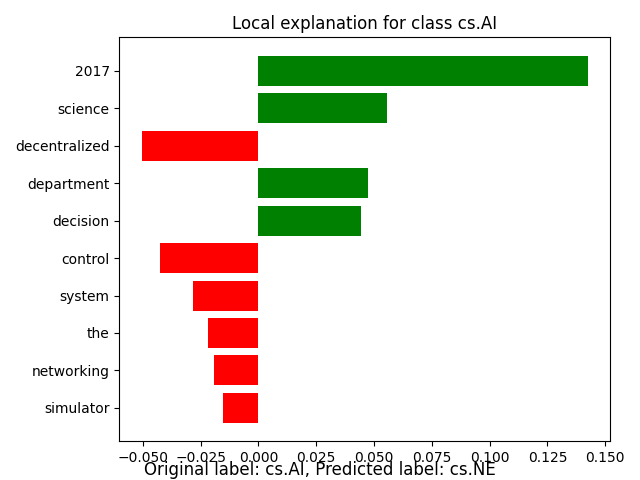 Local explanation for class cs.AI
2017
science
decentralized
department
decision
control
system
the
networking
simulator
−0.050 −0.025 0.000 0.025 0.050 0.075 0.100 0.125 0.150
Original label: cs.AI, Predicted label: cs.NE